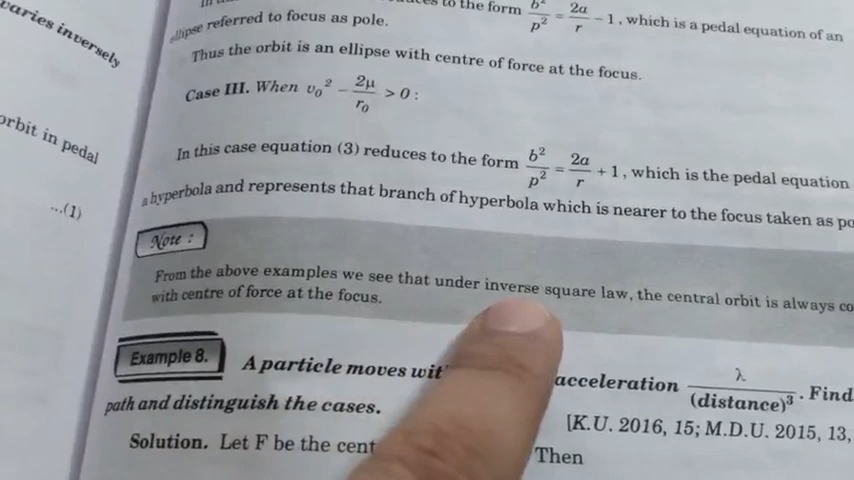 varies inversely
orbit in pedal
...(1)
to the form b²/p² = 2a/r − 1, which is a pedal equation of an
ellipse referred to focus as pole.
Thus the orbit is an ellipse with centre of force at the focus.
Case III. When υ₀² − 2μ/r₀ > 0 :
In this case equation (3) reduces to the form b²/p² = 2a/r + 1, which is the pedal equation
a hyperbola and represents that branch of hyperbola which is nearer to the focus taken as po
Note :
From the above examples we see that under inverse square law, the central orbit is always co
with centre of force at the focus.
Example 8. A particle moves wit acceleration λ/(distance)³. Find
path and distinguish the cases.
[K.U. 2016, 15; M.D.U. 2015, 13,
Solution. Let F be the cent Then